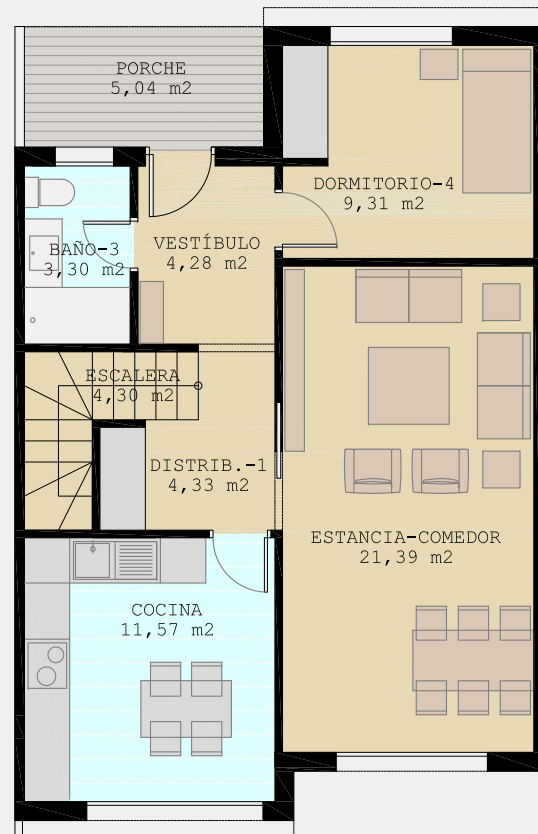 PORCHE
5,04 m2
DORMITORIO-4
9,31 m2
BAÑO-3
3,30 m2
VESTÍBULO
4,28 m2
ESCALERA
4,30 m2
DISTRIB.-1
4,33 m2
ESTANCIA-COMEDOR
21,39 m2
COCINA
11,57 m2